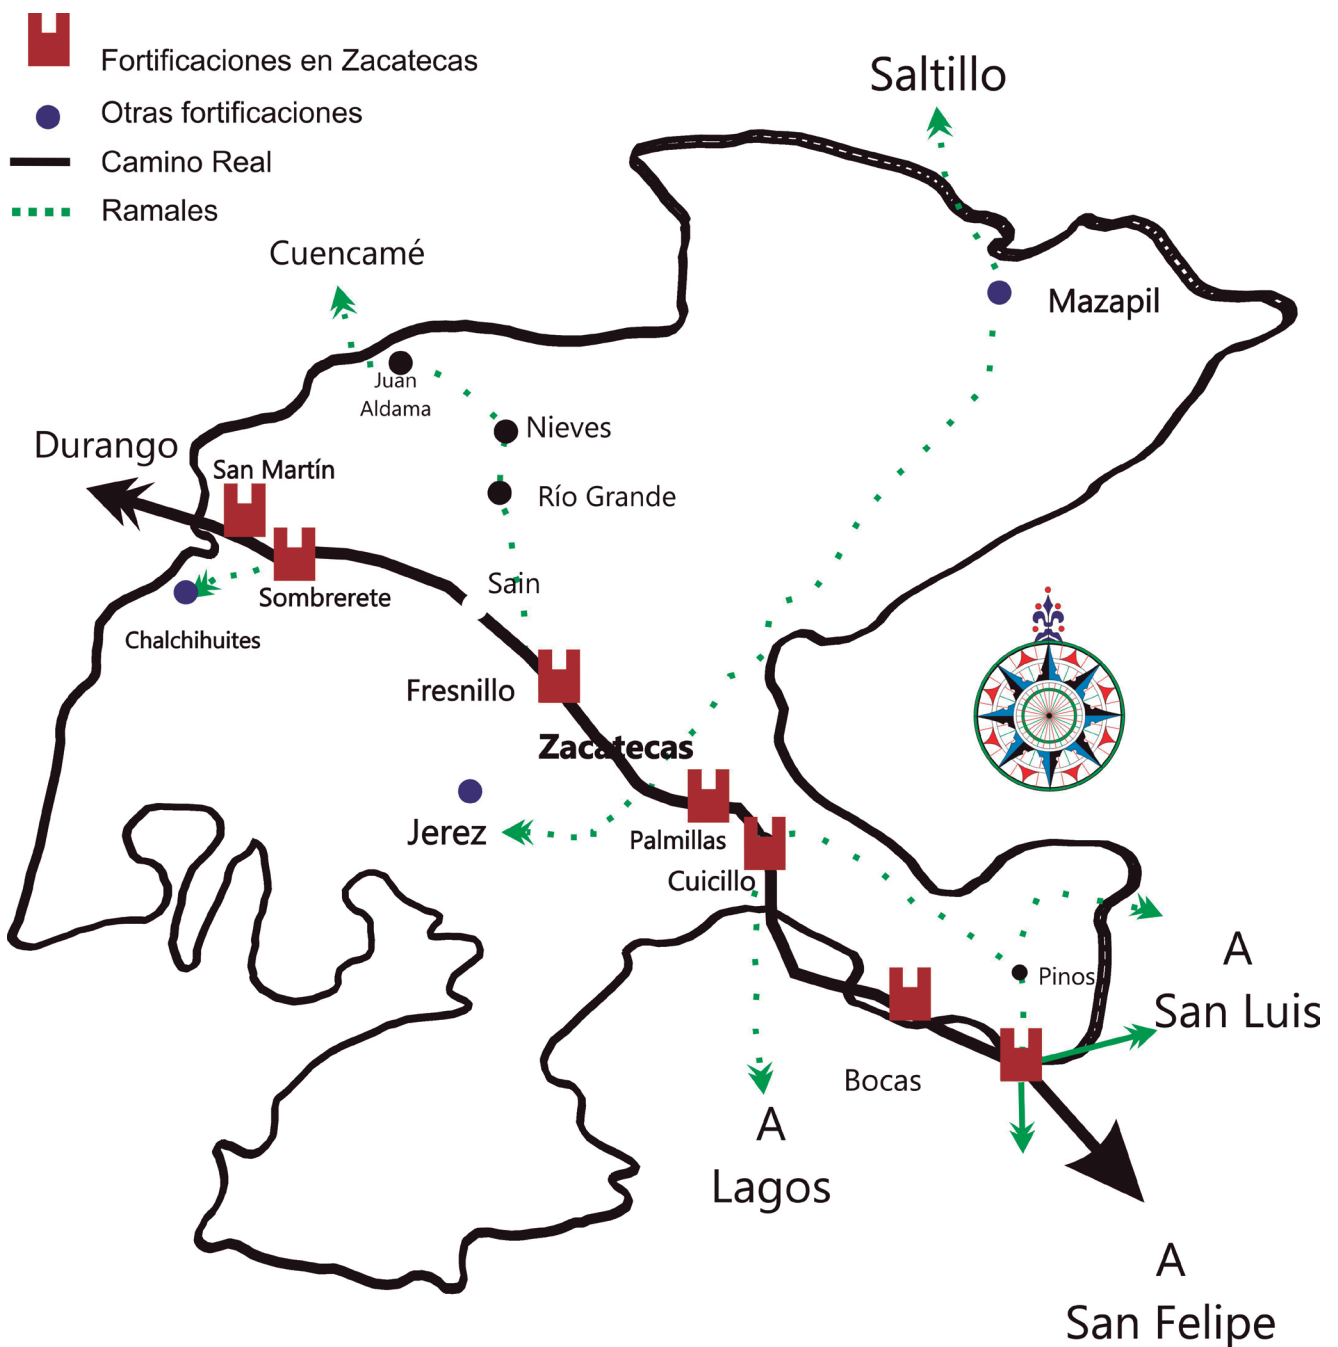 Fortificaciones en Zacatecas
Otras fortificaciones
Camino Real
Ramales
Saltillo
Cuencamé
Mazapil
Juan
Aldama
Nieves
Durango
San Martín
Río Grande
Sain
Sombrerete
Chalchihuites
Fresnillo
Zacatecas
Jerez
Palmillas
Cuicillo
Pinos
A
San Luis
Bocas
A
Lagos
A
San Felipe